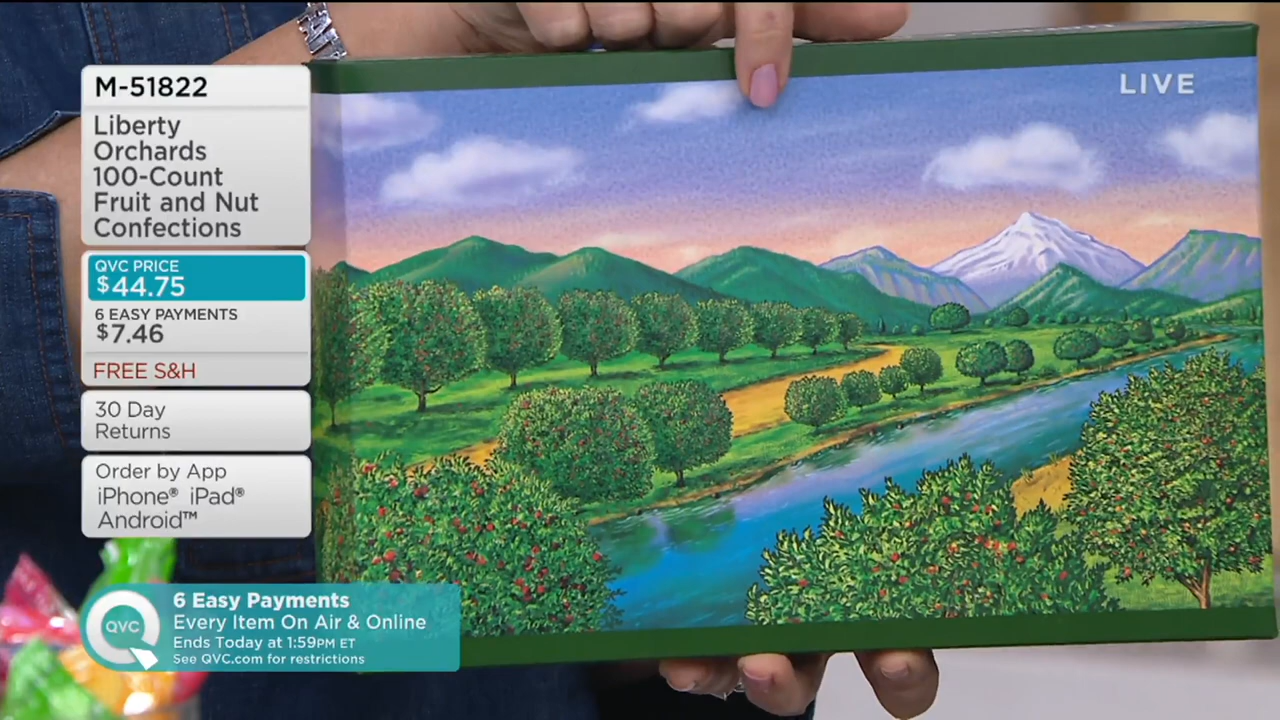 M-51822
Liberty
Orchards
100-Count
Fruit and Nut
Confections
QVC PRICE
$44.75
6 EASY PAYMENTS
$7.46
FREE S&H
30 Day
Returns
Order by App
iPhone® iPad®
Android™
LIVE
QVC
6 Easy Payments
Every Item On Air & Online
Ends Today at 1:59PM ET
See QVC.com for restrictions